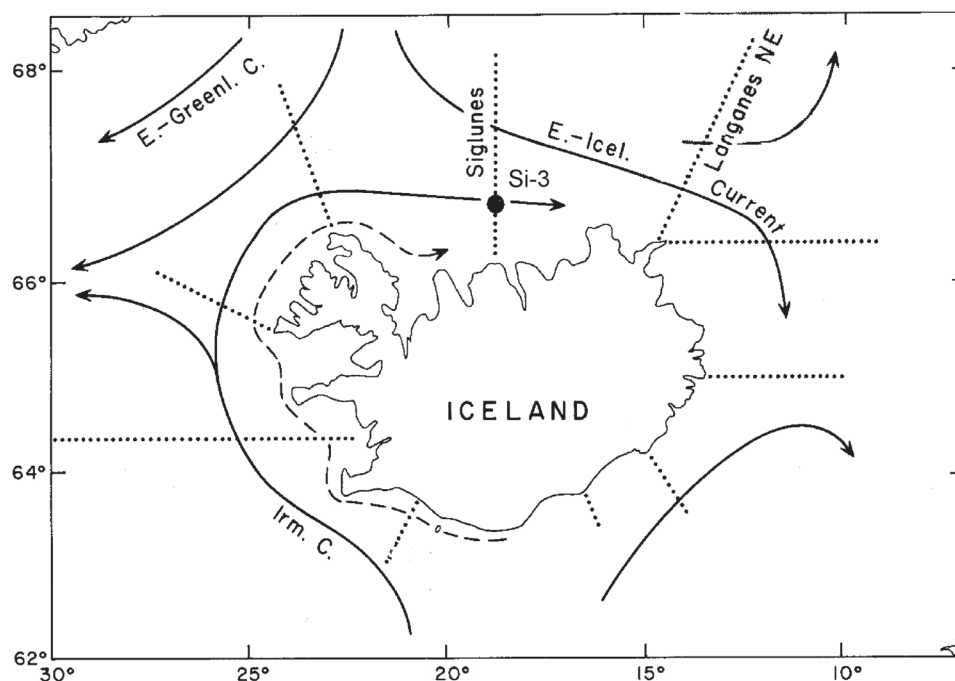 68°
66°
64°
62°
30°
25°
20°
15°
10°
E.-Greenl. C.
Siglunes
Si-3
E.-Icel.
Current
Langanes NE
ICELAND
Irm. C.